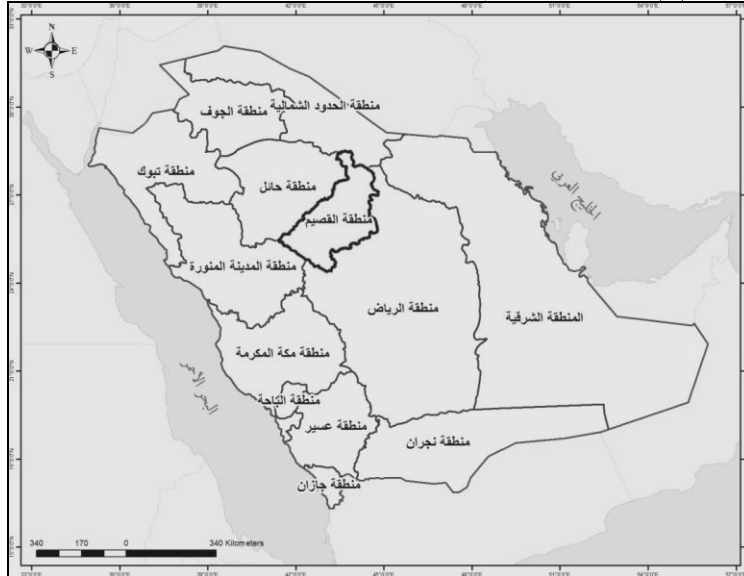 N
W E
S
منطقة الحدود الشمالية
منطقة الجوف
منطقة تبوك
منطقة حائل
منطقة القصيم
الخليج العربي
منطقة المدينة المنورة
منطقة الرياض
المنطقة الشرقية
منطقة مكة المكرمة
البحر الأحمر
منطقة الباحة
منطقة عسير
منطقة نجران
منطقة جازان
340 170 0 340 Kilometers